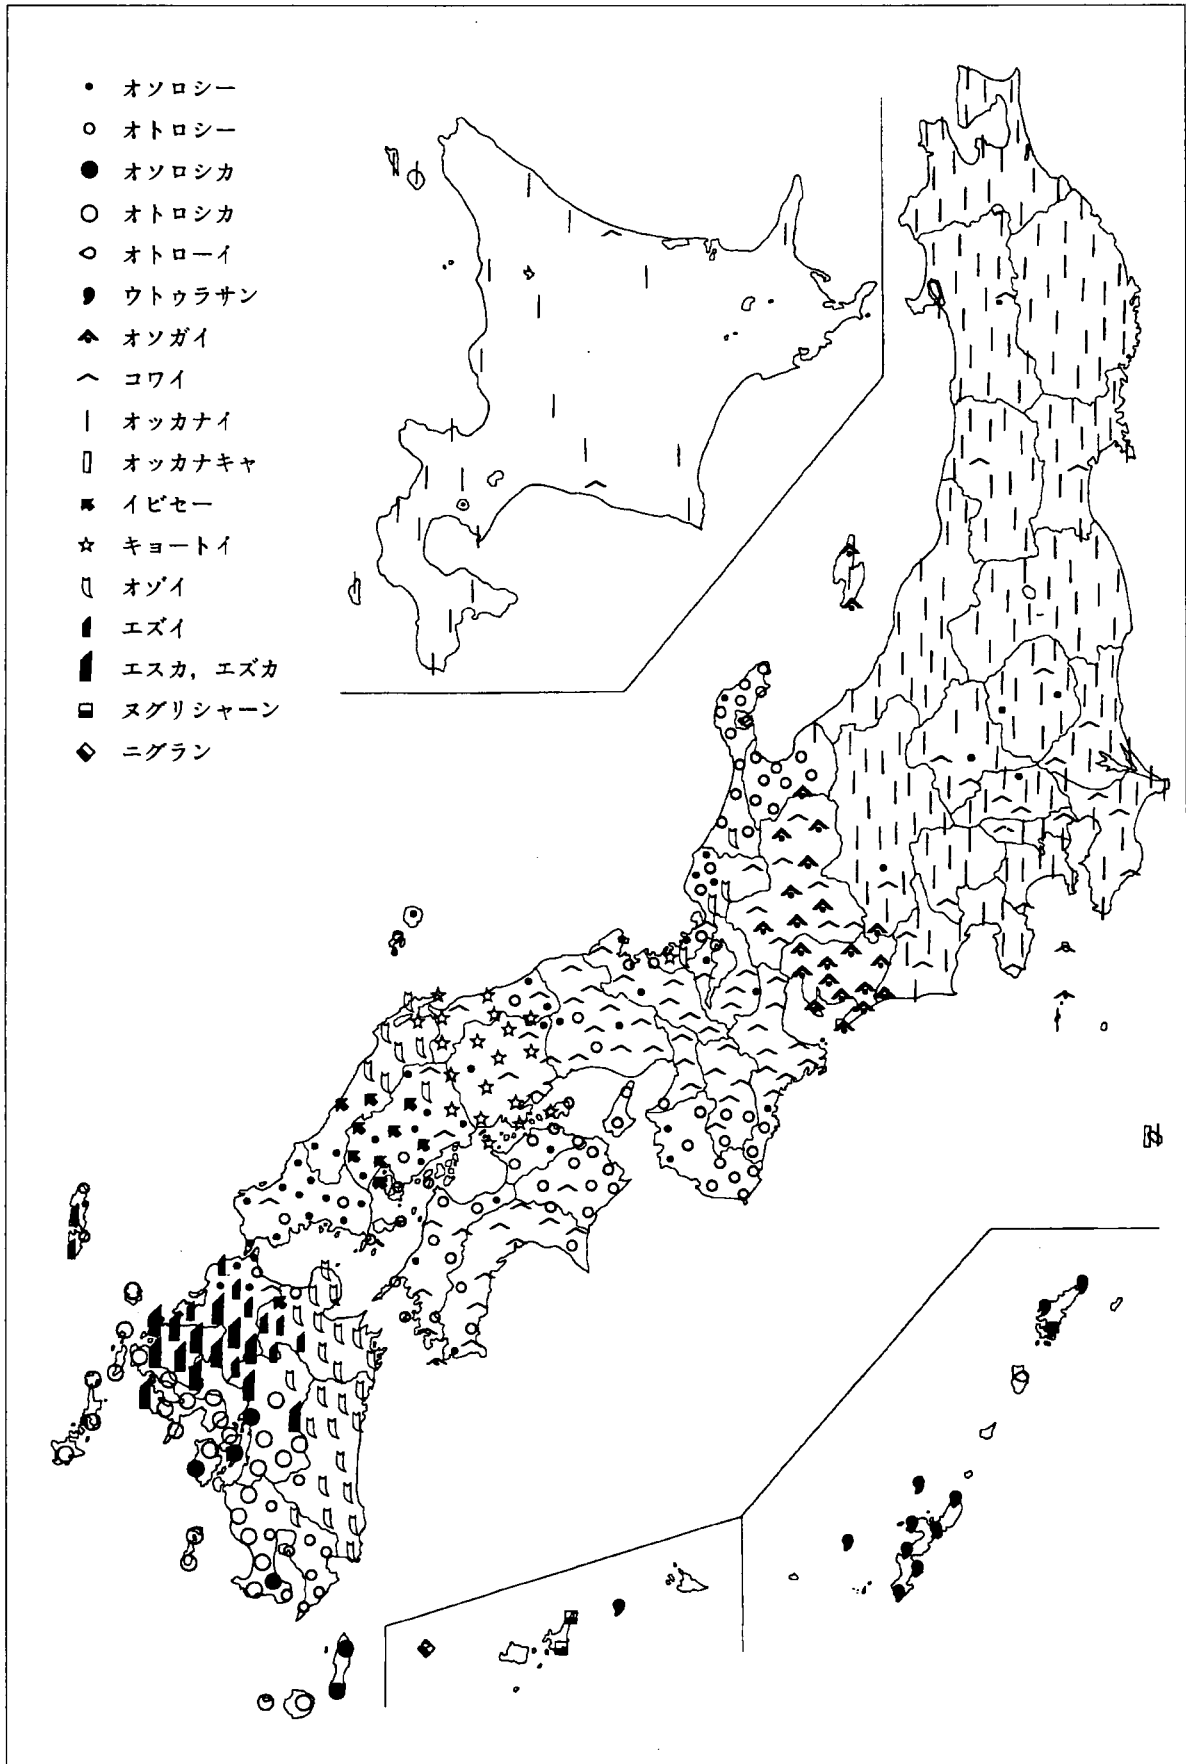 オソロシー
オトロシー
オソロシカ
オトロシカ
オトローイ
ウトゥラサン
オソガイ
コワイ
オッカナイ
オッカナキャ
イビセー
キョートイ
オゾイ
エズイ
エスカ，エズカ
ヌグリシャーン
ニグラン